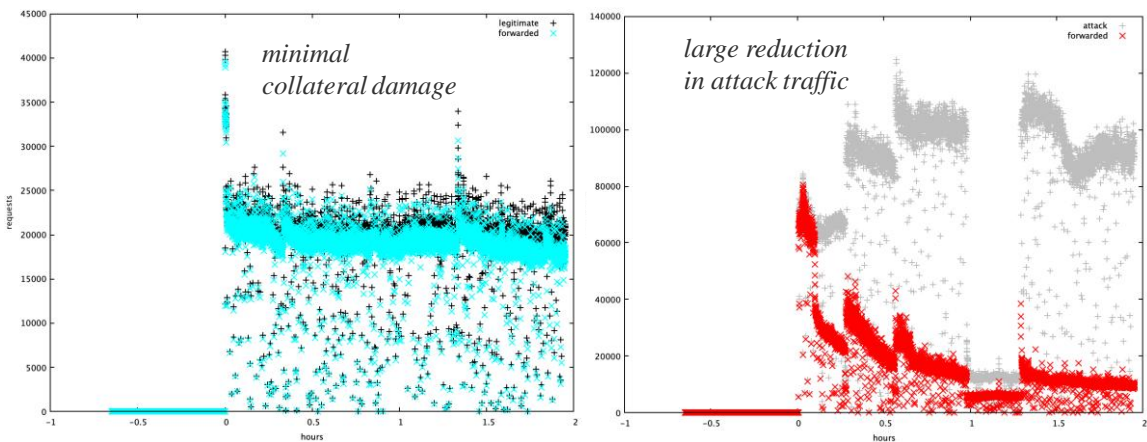 45000
40000
35000
30000
25000
20000
15000
10000
5000
0
requests
−1
−0.5
0
0.5
1
1.5
2
hours
legitimate
forwarded
minimal
collateral damage
140000
120000
100000
80000
60000
40000
20000
0
−1
−0.5
0
0.5
1
1.5
2
hours
attack
forwarded
large reduction
in attack traffic